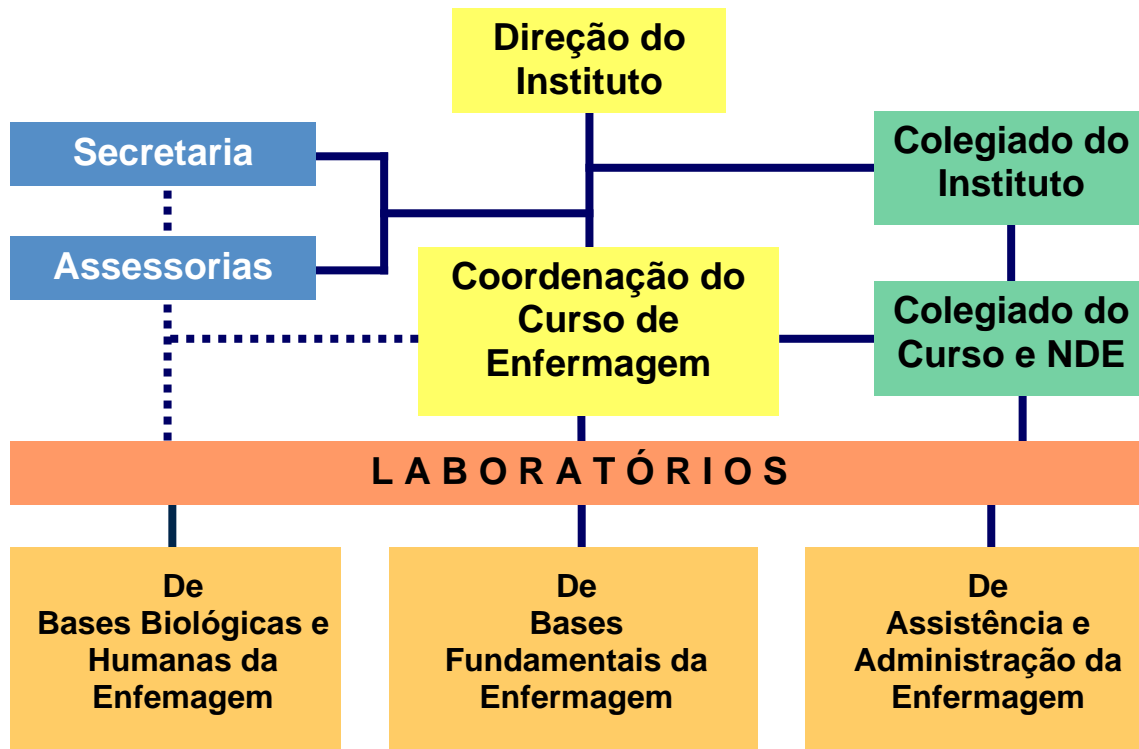 Direção do
Instituto
Secretaria
Colegiado do
Instituto
Assessorias
Coordenação do
Curso de
Enfermagem
Colegiado do
Curso e NDE
LABORATÓRIOS
De
Bases Biológicas e
Humanas da
Enfemagem
De
Bases
Fundamentais da
Enfermagem
De
Assistência e
Administração da
Enfermagem